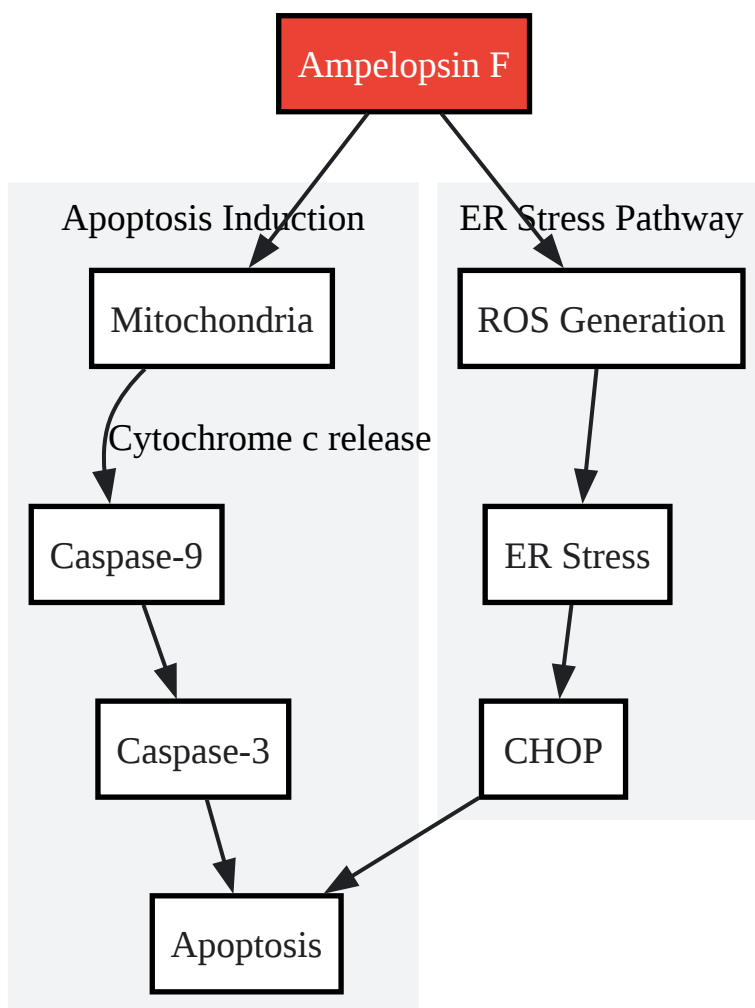 Ampelopsin F
Apoptosis Induction
ER Stress Pathway
Mitochondria
ROS Generation
Cytochrome c release
Caspase-9
ER Stress
Caspase-3
CHOP
Apoptosis